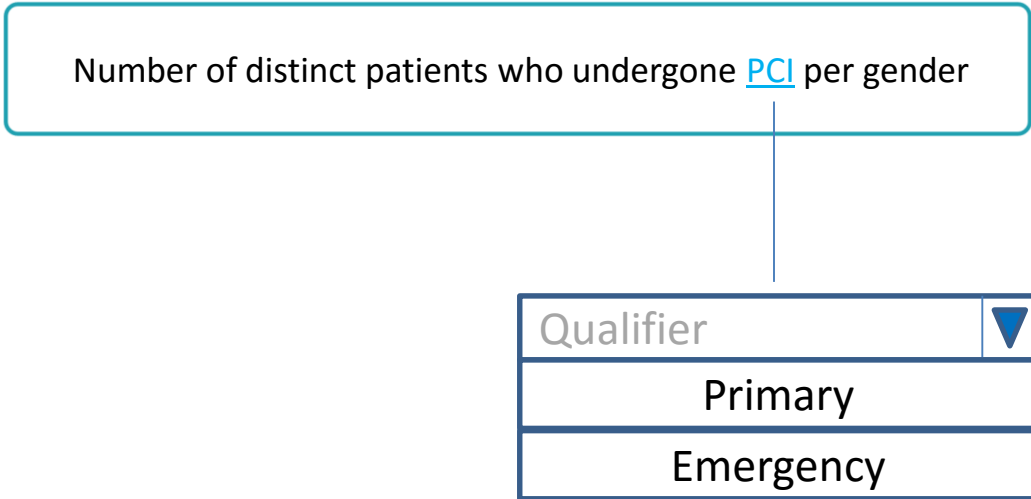 Number of distinct patients who undergone PCI per gender
Qualifier
Primary
Emergency